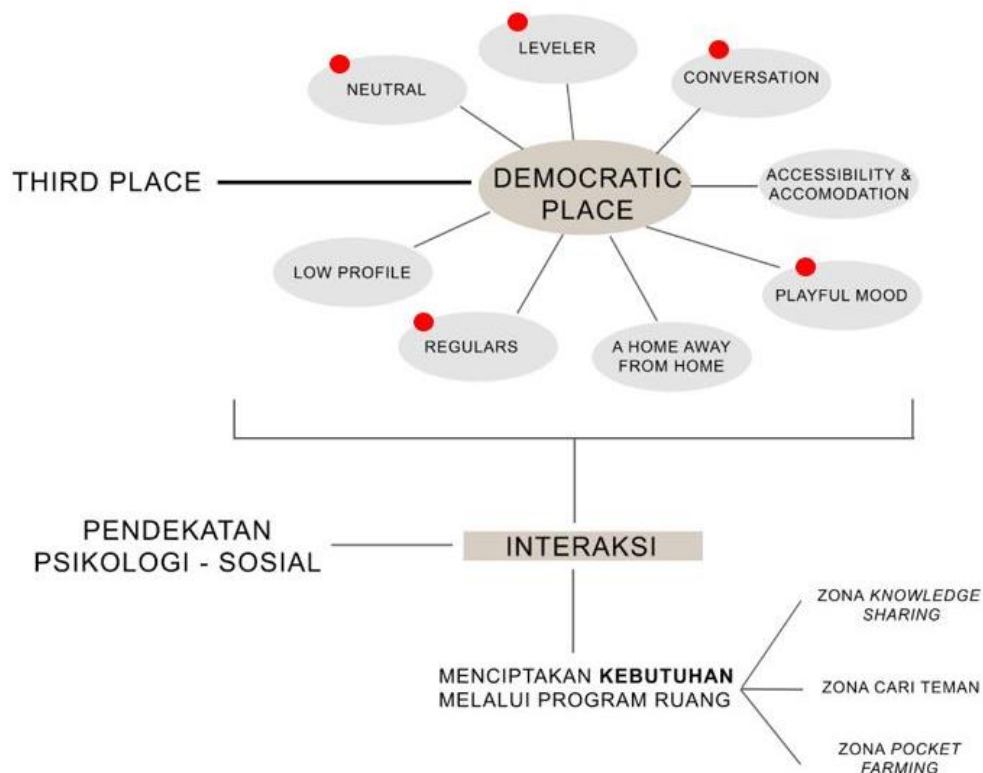 LEVELER
NEUTRAL
CONVERSATION
THIRD PLACE
DEMOCRATIC
PLACE
ACCESSIBILITY &
ACCOMODATION
LOW PROFILE
PLAYFUL MOOD
REGULARS
A HOME AWAY
FROM HOME
PENDEKATAN
PSIKOLOGI - SOSIAL
INTERAKSI
MENCIPTAKAN KEBUTUHAN
MELALUI PROGRAM RUANG
ZONA KNOWLEDGE
SHARING
ZONA CARI TEMAN
ZONA POCKET
FARMING